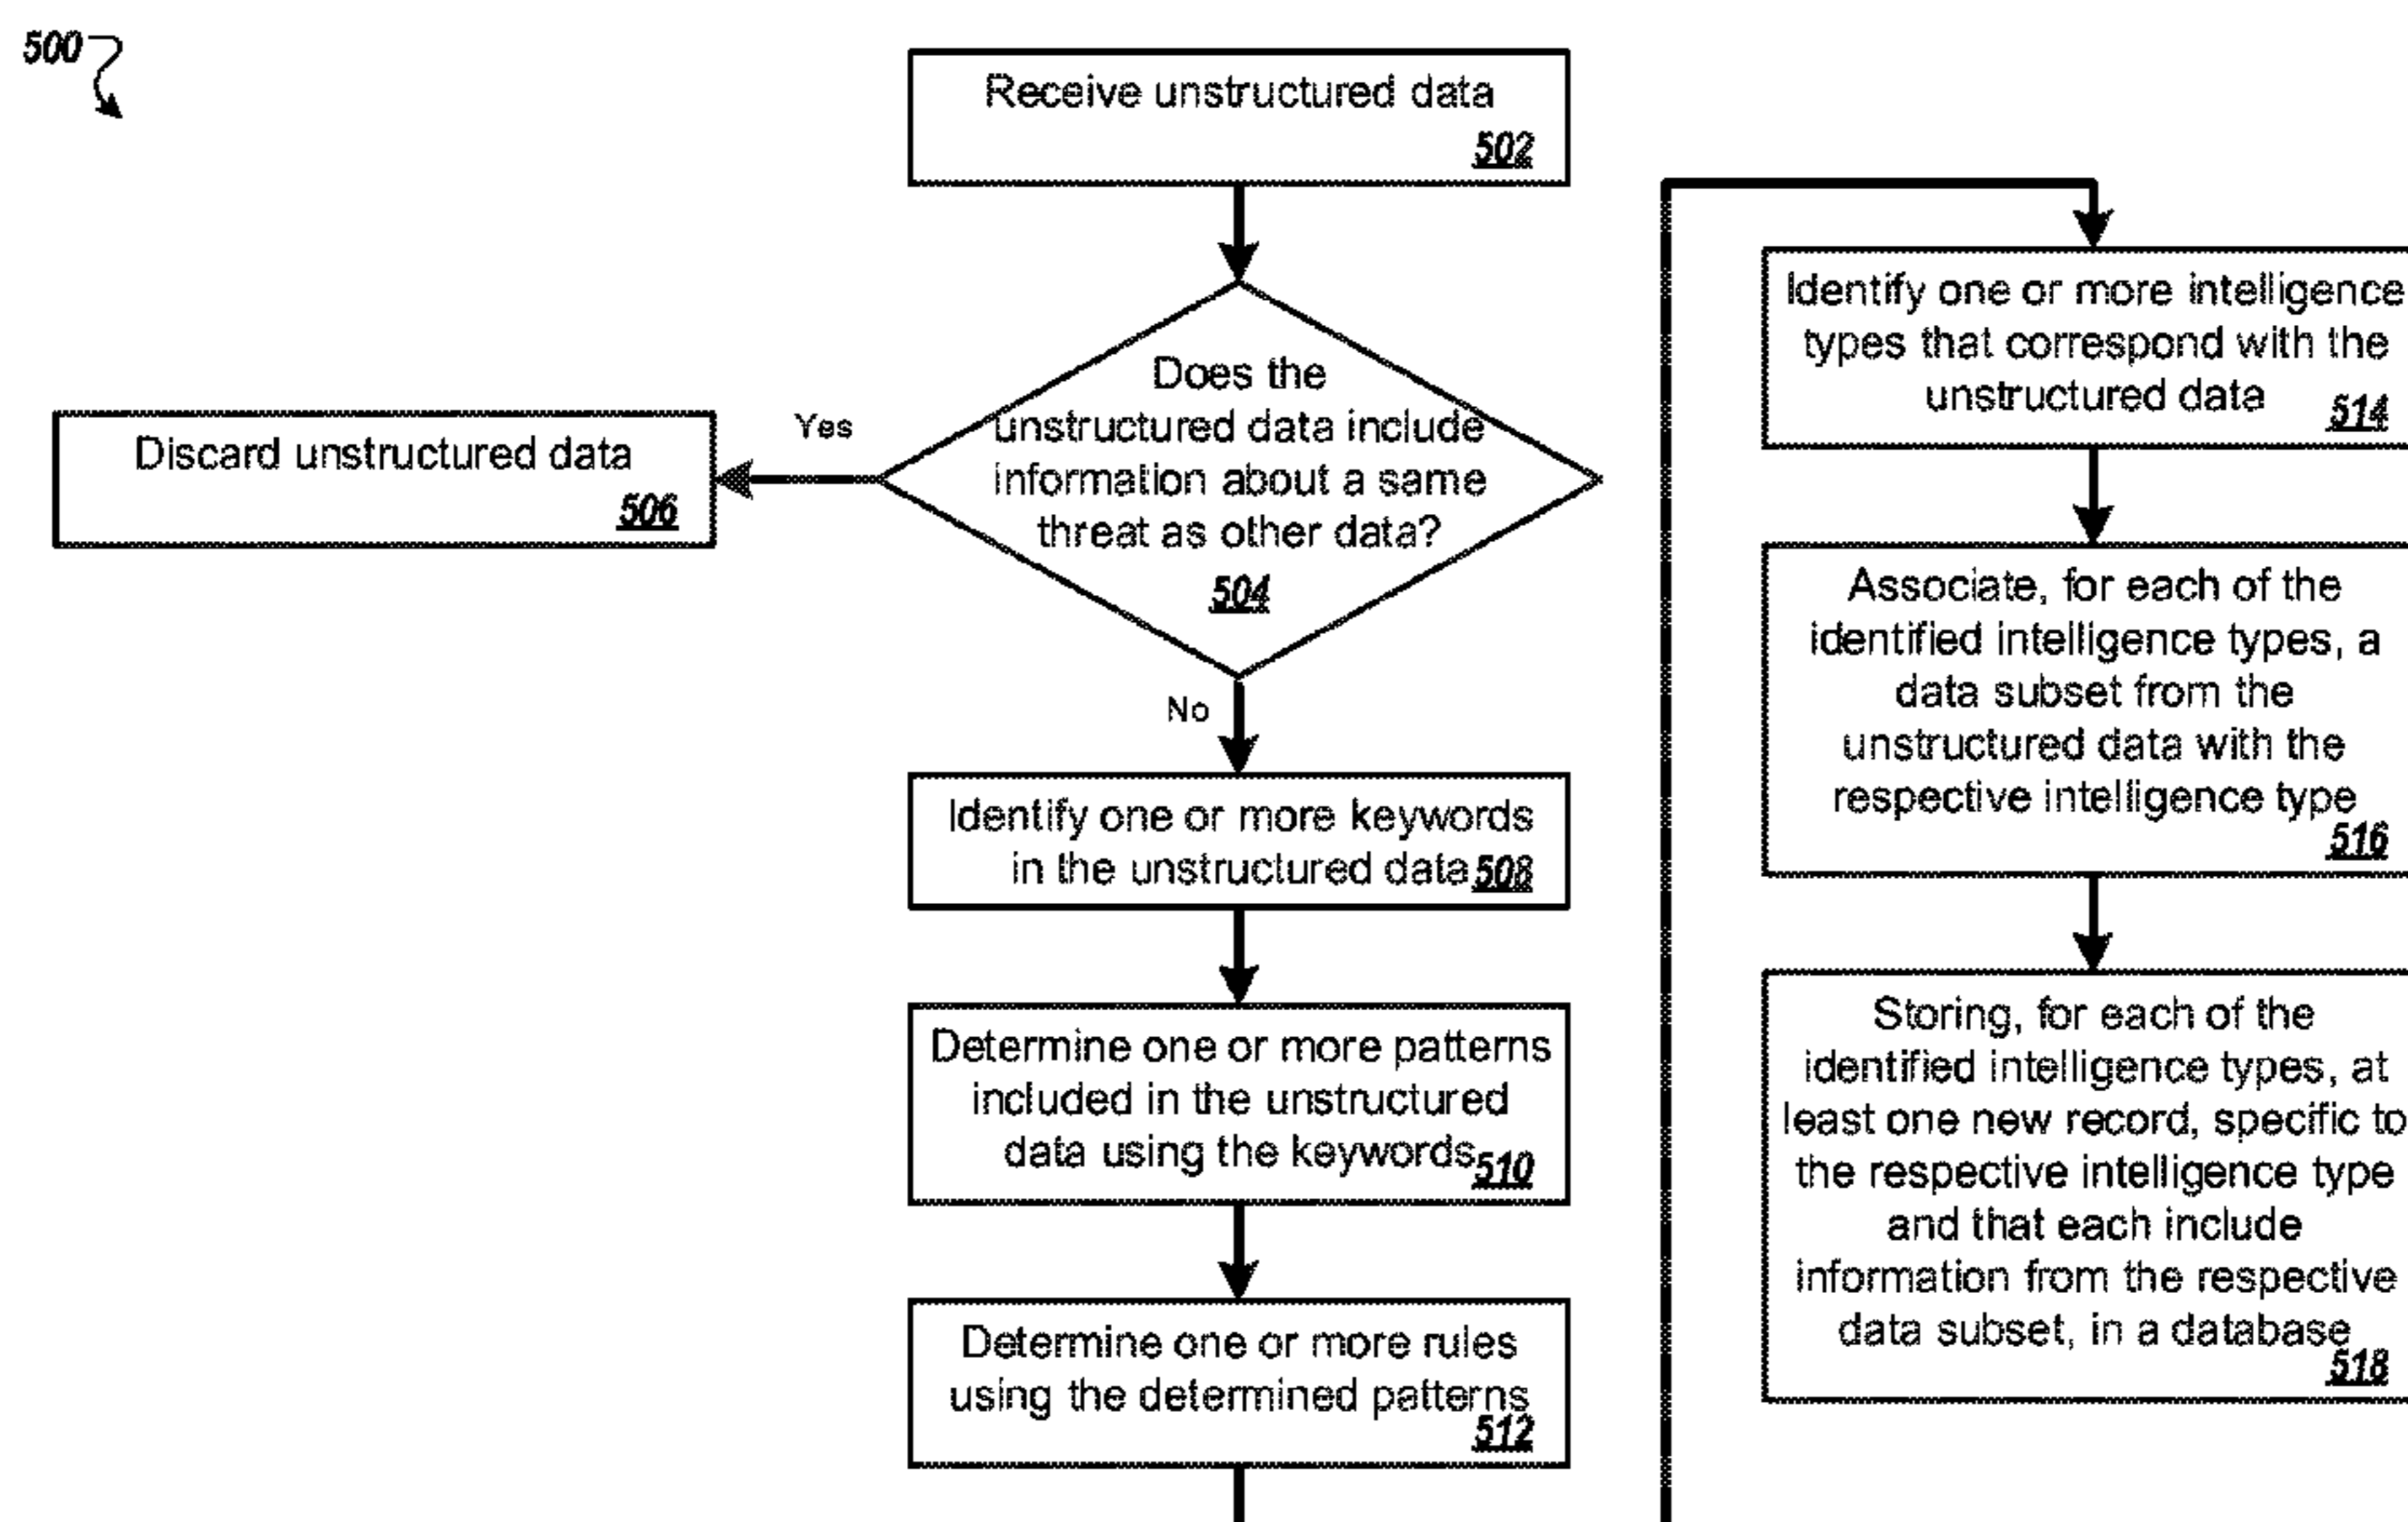 500
Receive unstructured data
502
Does the
unstructured data include
information about a same
threat as other data?
504
Yes
Discard unstructured data
506
No
Identify one or more keywords
in the unstructured data 508
Determine one or more patterns
included in the unstructured
data using the keywords 510
Determine one or more rules
using the determined patterns
512
Identify one or more intelligence
types that correspond with the
unstructured data 514
Associate, for each of the
identified intelligence types, a
data subset from the
unstructured data with the
respective intelligence type
516
Storing, for each of the
identified intelligence types, at
least one new record, specific to
the respective intelligence type
and that each include
information from the respective
data subset, in a database
518